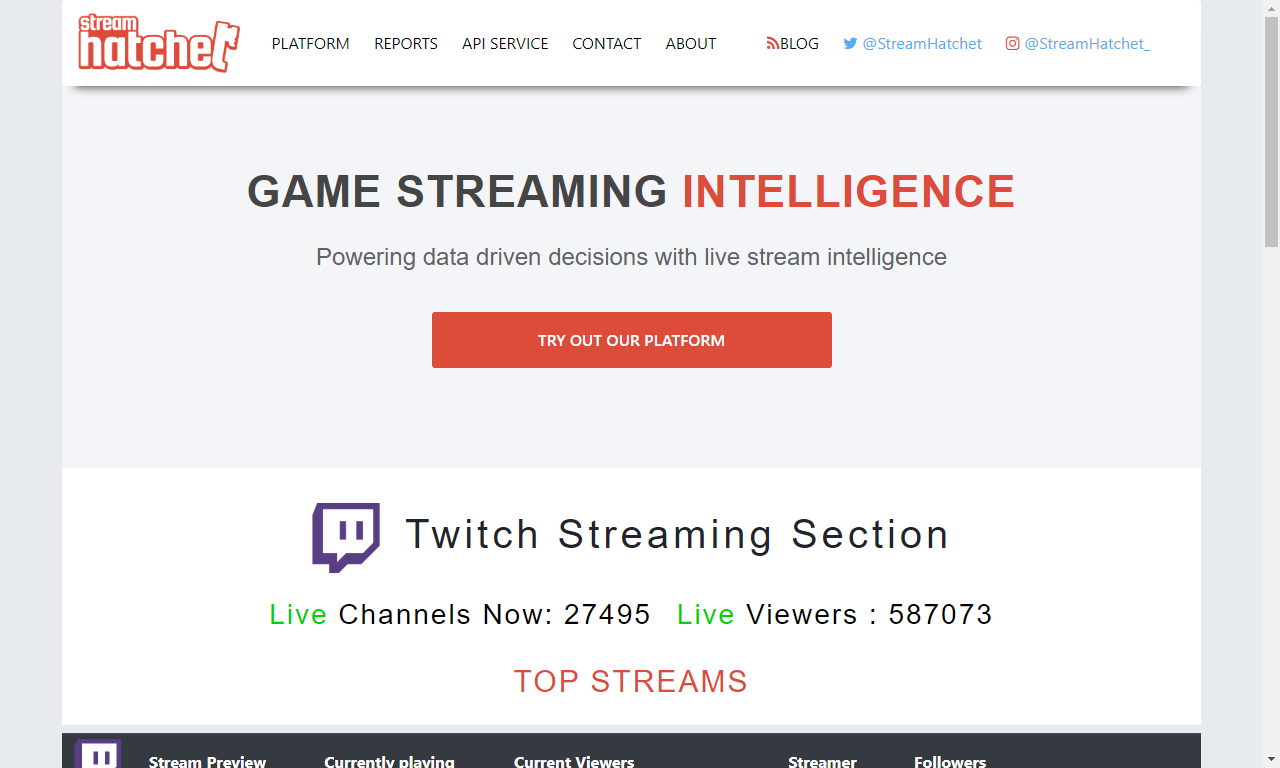 stream
hatchet
PLATFORM REPORTS API SERVICE CONTACT ABOUT BLOG @StreamHatchet @StreamHatchet_
GAME STREAMING INTELLIGENCE
Powering data driven decisions with live stream intelligence
TRY OUT OUR PLATFORM
Twitch Streaming Section
Live Channels Now: 27495 Live Viewers : 587073
TOP STREAMS
Stream Preview Currently playing Current Viewers Streamer Followers